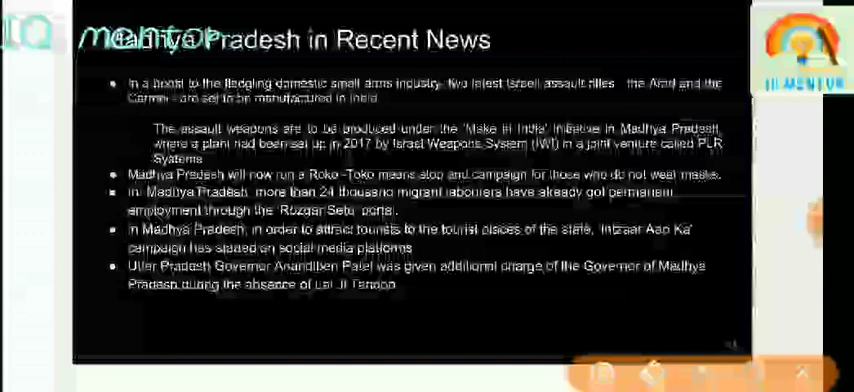 IQ mentor
Madhya Pradesh in Recent News
IQ MENTOR
• In a boost to the fledgling domestic small arms industry, two latest Israeli assault rifles - the Arad and the
Carmel - are set to be manufactured in India
The assault weapons are to be produced under the 'Make in India' initiative in Madhya Pradesh,
where a plant had been set up in 2017 by Israel Weapons System (IWI) in a joint venture called PLR
Systems
• Madhya Pradesh will now run a Roko -Toko means stop and campaign for those who do not wear masks.
• In Madhya Pradesh, more than 24 thousand migrant labourers have already got permanent
employment through the 'Rozgar Setu' portal.
• In Madhya Pradesh, in order to attract tourists to the tourist places of the state, 'Intzaar Aap Ka'
campaign has started on social media platforms
• Utter Pradesh Governor Anandiben Patel was given additional charge of the Governor of Madhya
Pradesh during the absence of Lal Ji Tandon